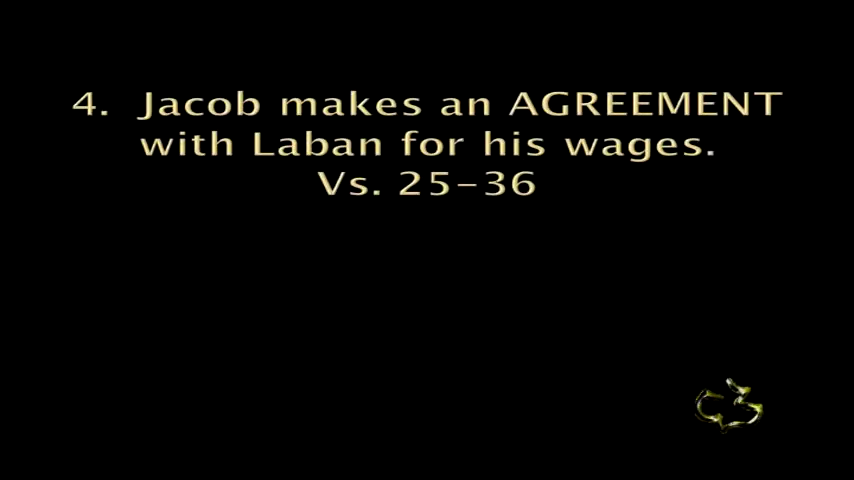 4. Jacob makes an AGREEMENT
with Laban for his wages.
Vs. 25-36